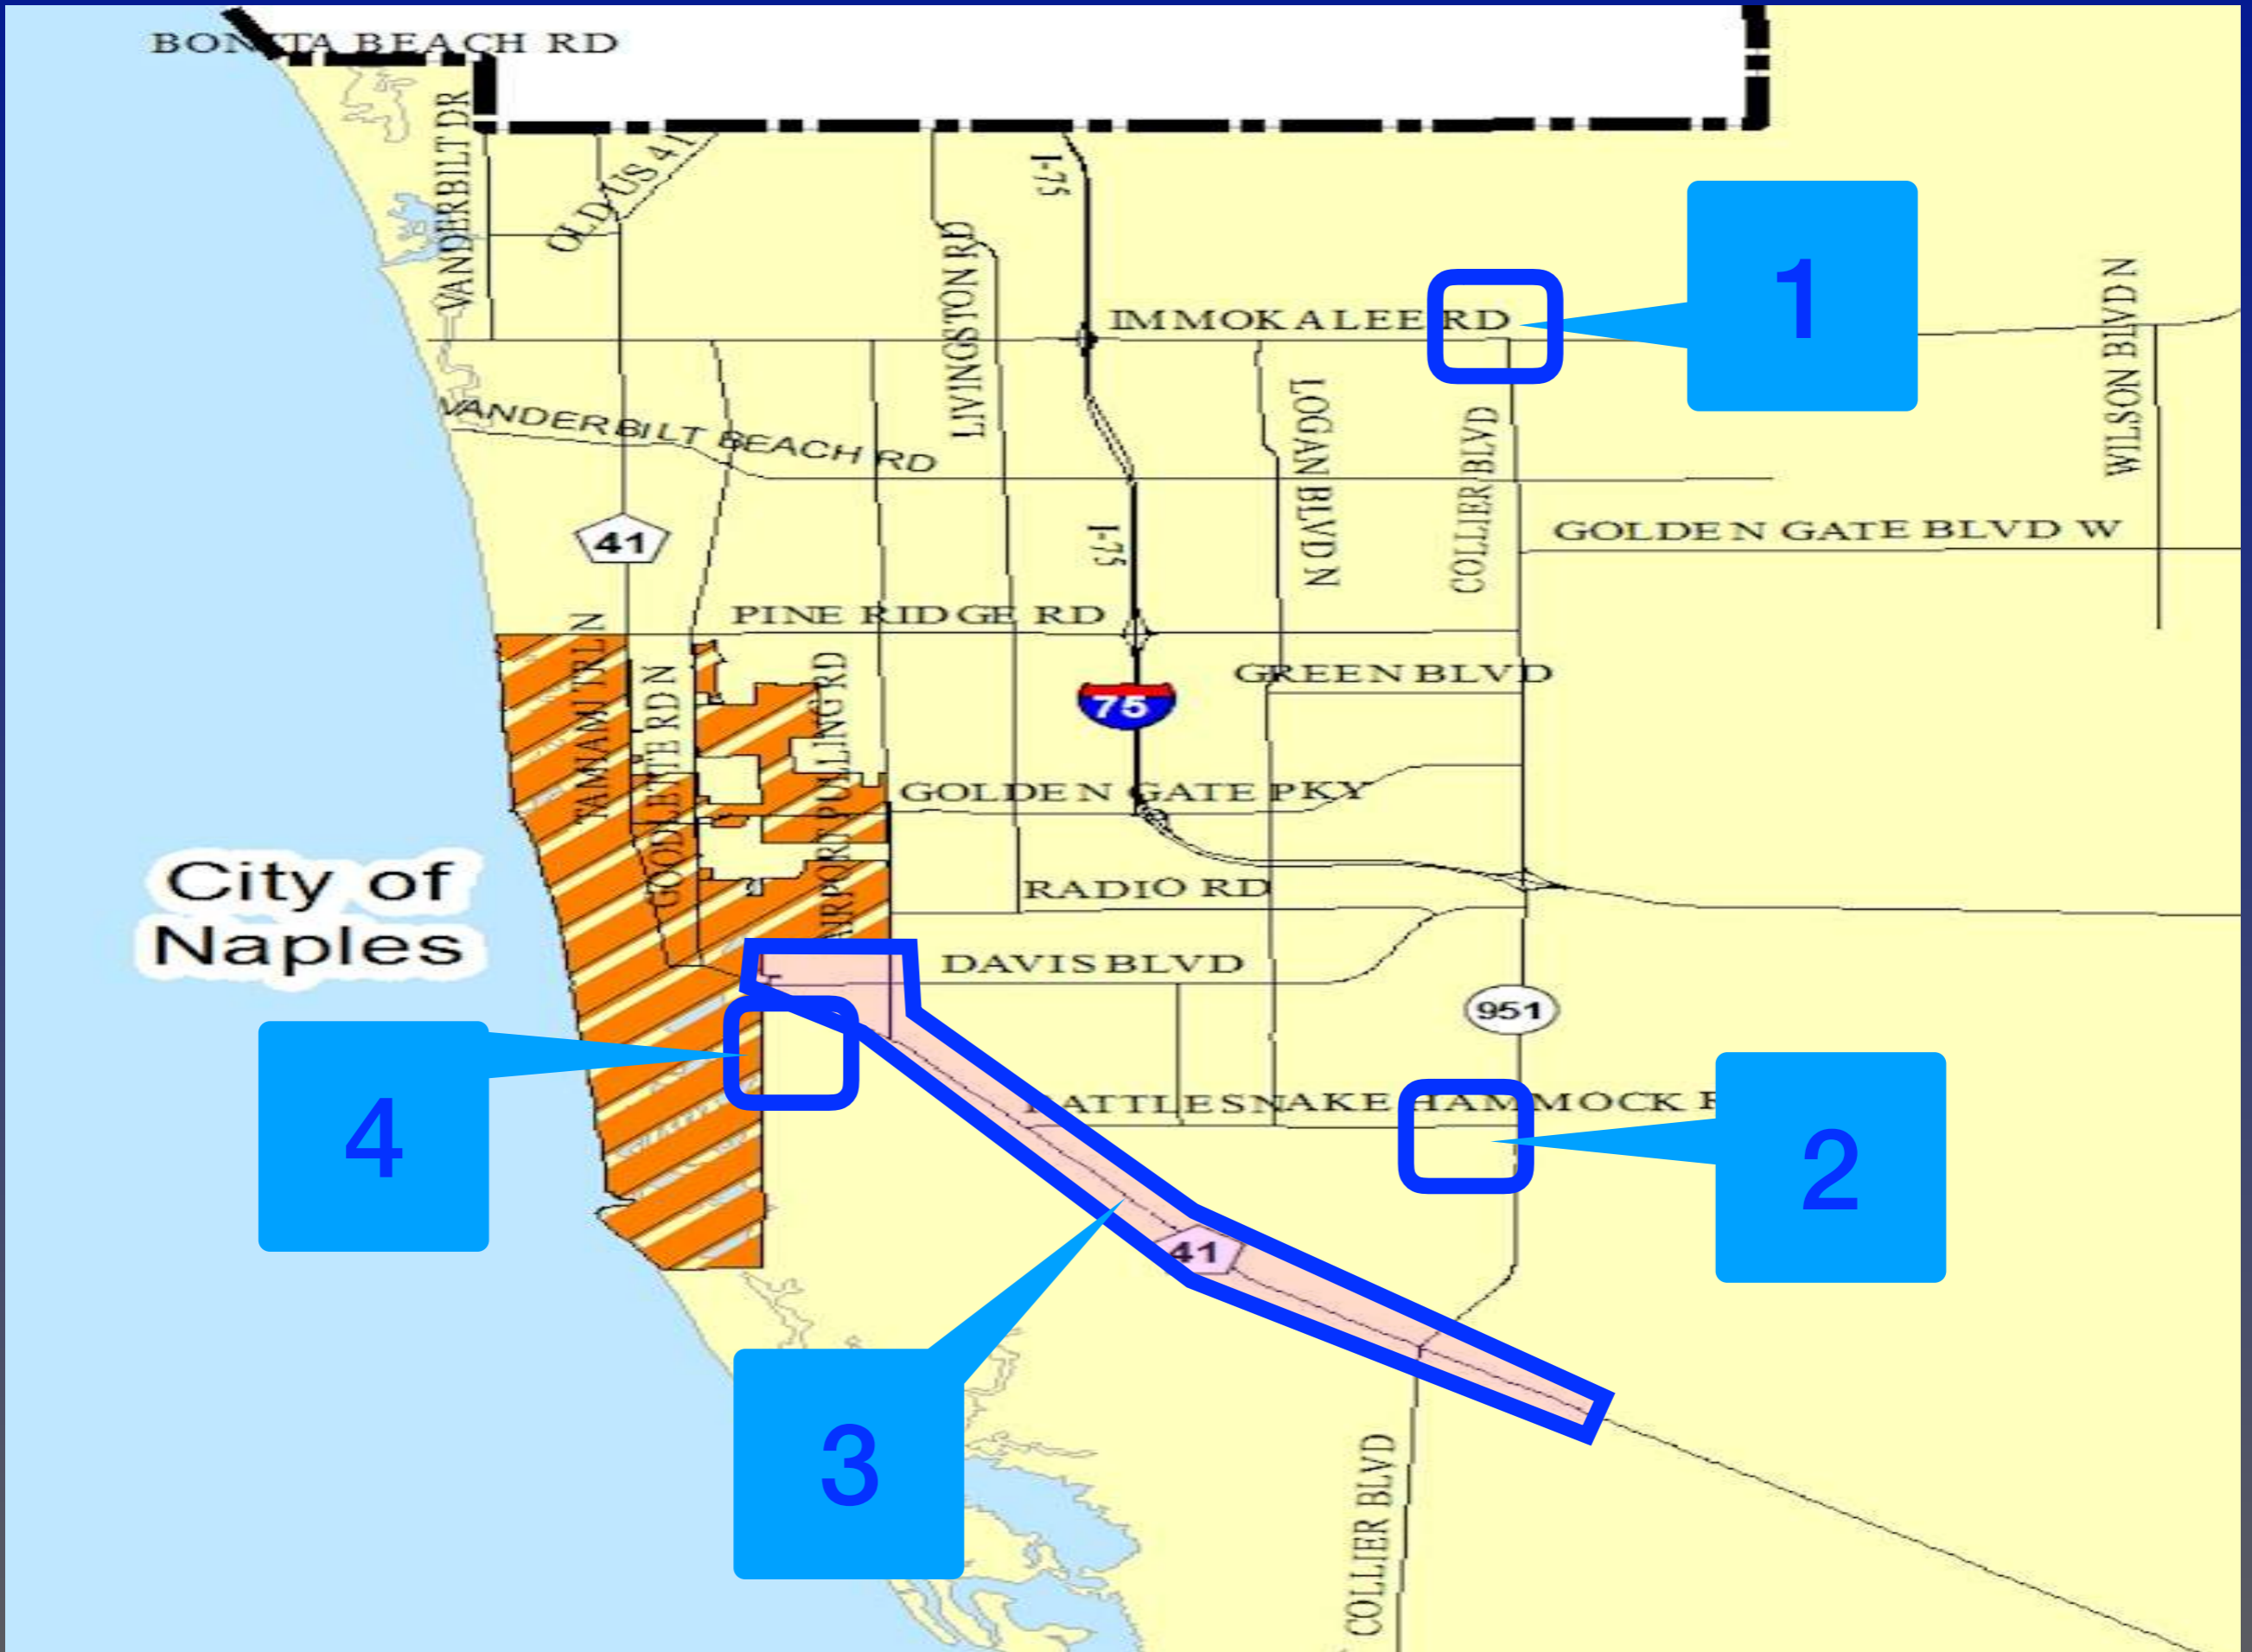 BONITA BEACH RD
VANDERBILT DR
OLD US 41
I-75
LIVINGSTON RD
IMMOKALEE RD
1
WILSON BLVD N
VANDERBILT BEACH RD
LOGAN BLVD N
COLLIER BLVD
41
I-75
GOLDEN GATE BLVD W
PINE RIDGE RD
TAMIAMI TRL N
GOODLETTE RD N
AIRPORT PULLING RD
GREEN BLVD
75
GOLDEN GATE PKY
City of
Naples
RADIO RD
DAVIS BLVD
951
4
RATTLESNAKE HAMMOCK R
2
41
3
COLLIER BLVD